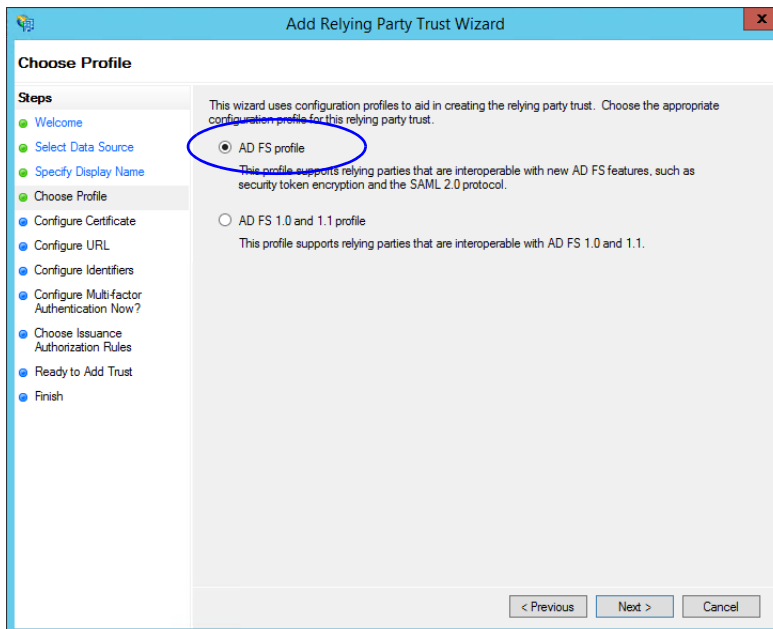 Add Relying Party Trust Wizard
x
Choose Profile
Steps
Welcome
Select Data Source
Specify Display Name
Choose Profile
Configure Certificate
Configure URL
Configure Identifiers
Configure Multi-factor
Authentication Now?
Choose Issuance
Authorization Rules
Ready to Add Trust
Finish
This wizard uses configuration profiles to aid in creating the relying party trust. Choose the appropriate
configuration profile for this relying party trust.
AD FS profile
This profile supports relying parties that are interoperable with new AD FS features, such as
security token encryption and the SAML 2.0 protocol.
AD FS 1.0 and 1.1 profile
This profile supports relying parties that are interoperable with AD FS 1.0 and 1.1.
< Previous
Next >
Cancel